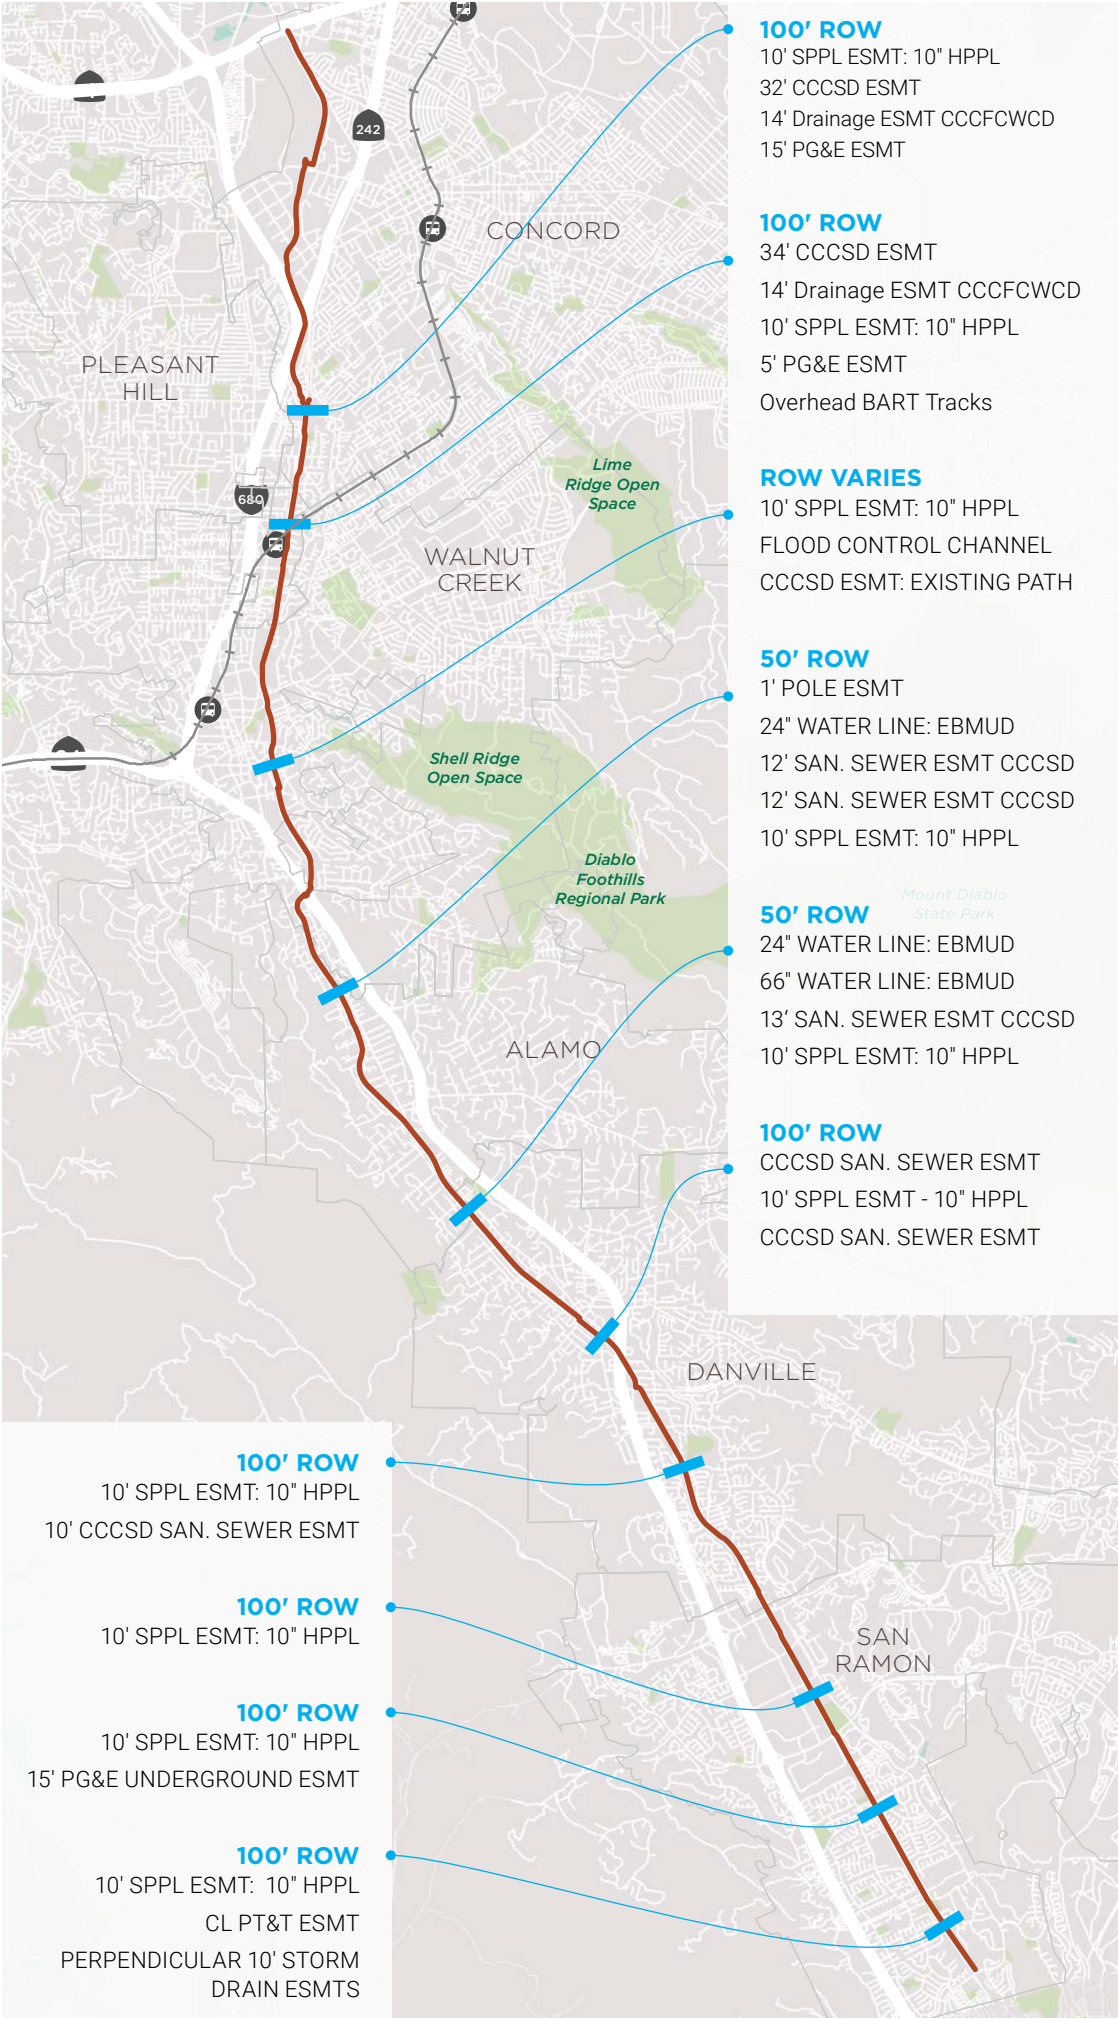 100' ROW
10' SPPL ESMT: 10" HPPL
32' CCCSD ESMT
14' Drainage ESMT CCCFCWCD
15' PG&E ESMT
100' ROW
34' CCCSD ESMT
14' Drainage ESMT CCCFCWCD
10' SPPL ESMT: 10" HPPL
5' PG&E ESMT
Overhead BART Tracks
ROW VARIES
10' SPPL ESMT: 10" HPPL
FLOOD CONTROL CHANNEL
CCCSD ESMT: EXISTING PATH
50' ROW
1' POLE ESMT
24" WATER LINE: EBMUD
12' SAN. SEWER ESMT CCCSD
12' SAN. SEWER ESMT CCCSD
10' SPPL ESMT: 10" HPPL
Mount Diablo
State Park
50' ROW
24" WATER LINE: EBMUD
66" WATER LINE: EBMUD
13' SAN. SEWER ESMT CCCSD
10' SPPL ESMT: 10" HPPL
100' ROW
CCCSD SAN. SEWER ESMT
10' SPPL ESMT - 10" HPPL
CCCSD SAN. SEWER ESMT
242
CONCORD
PLEASANT
HILL
680
Lime
Ridge Open
Space
WALNUT
CREEK
Shell Ridge
Open Space
Diablo
Foothills
Regional Park
ALAMO
DANVILLE
SAN
RAMON
100' ROW
10' SPPL ESMT: 10" HPPL
10' CCCSD SAN. SEWER ESMT
100' ROW
10' SPPL ESMT: 10" HPPL
100' ROW
10' SPPL ESMT: 10" HPPL
15' PG&E UNDERGROUND ESMT
100' ROW
10' SPPL ESMT: 10" HPPL
CL PT&T ESMT
PERPENDICULAR 10' STORM
DRAIN ESMTS